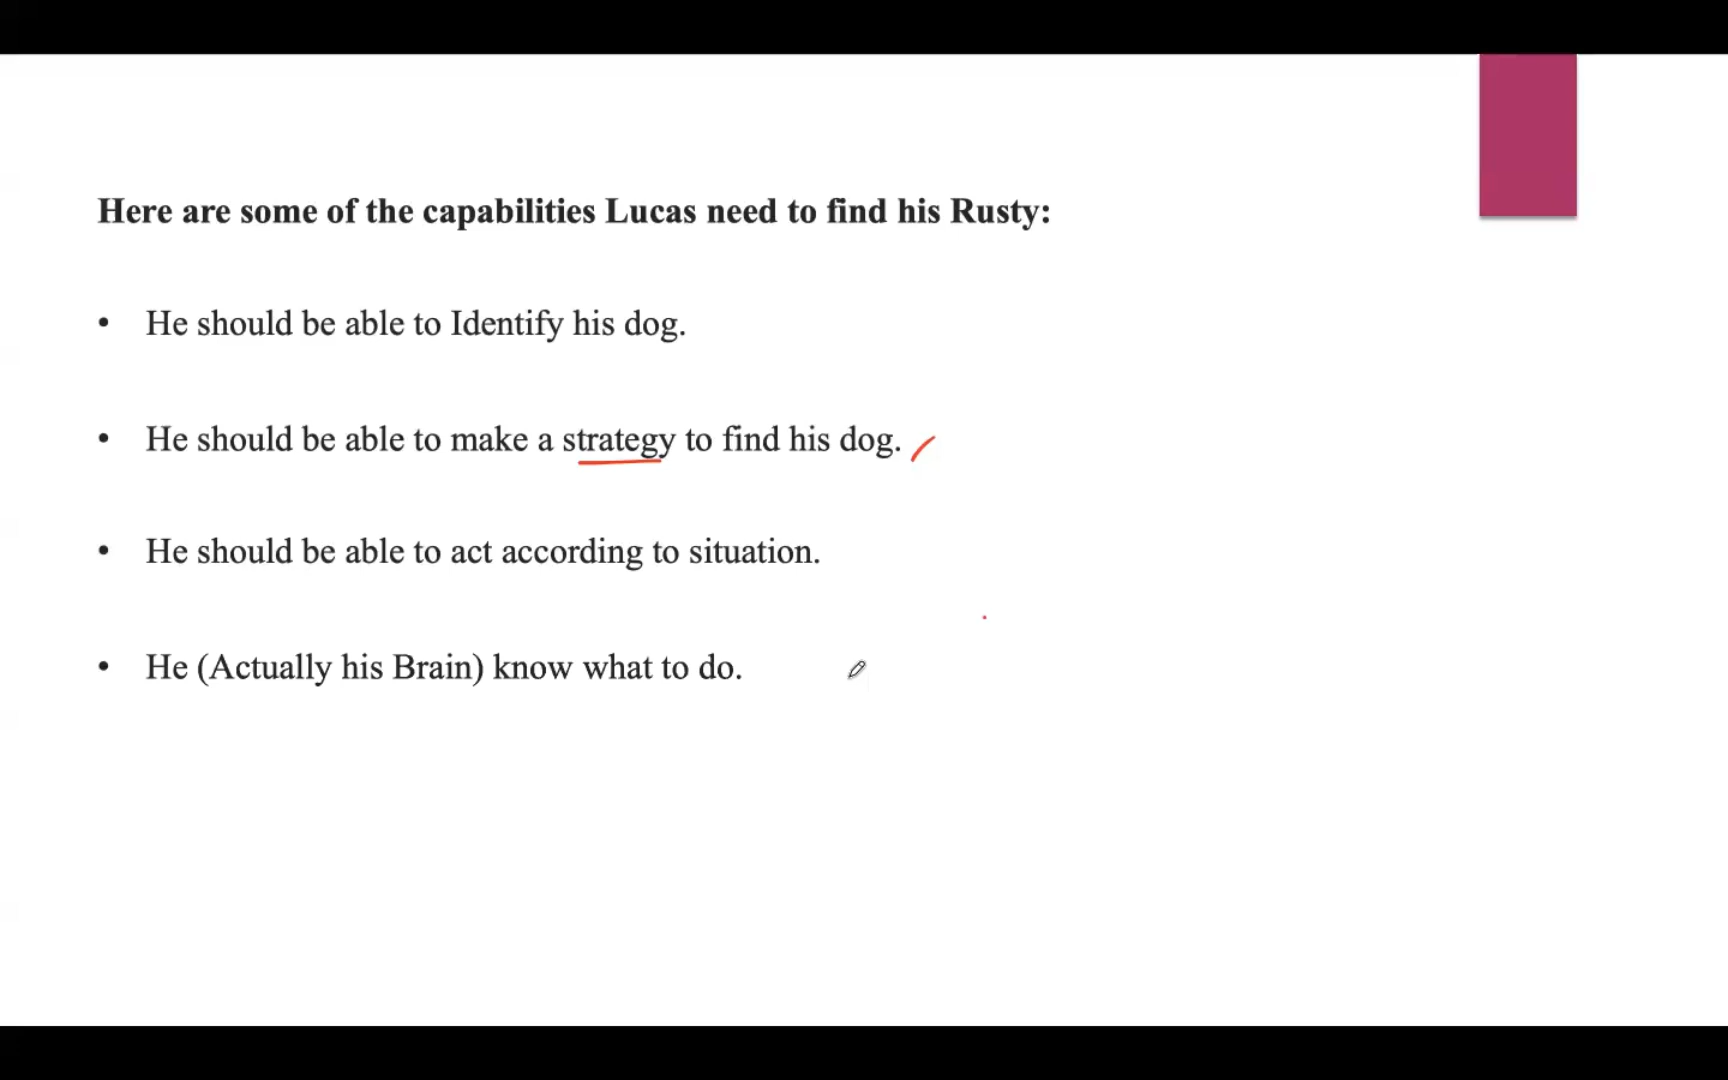 Here are some of the capabilities Lucas need to find his Rusty:
• He should be able to Identify his dog.
• He should be able to make a strategy to find his dog.
• He should be able to act according to situation.
• He (Actually his Brain) know what to do.